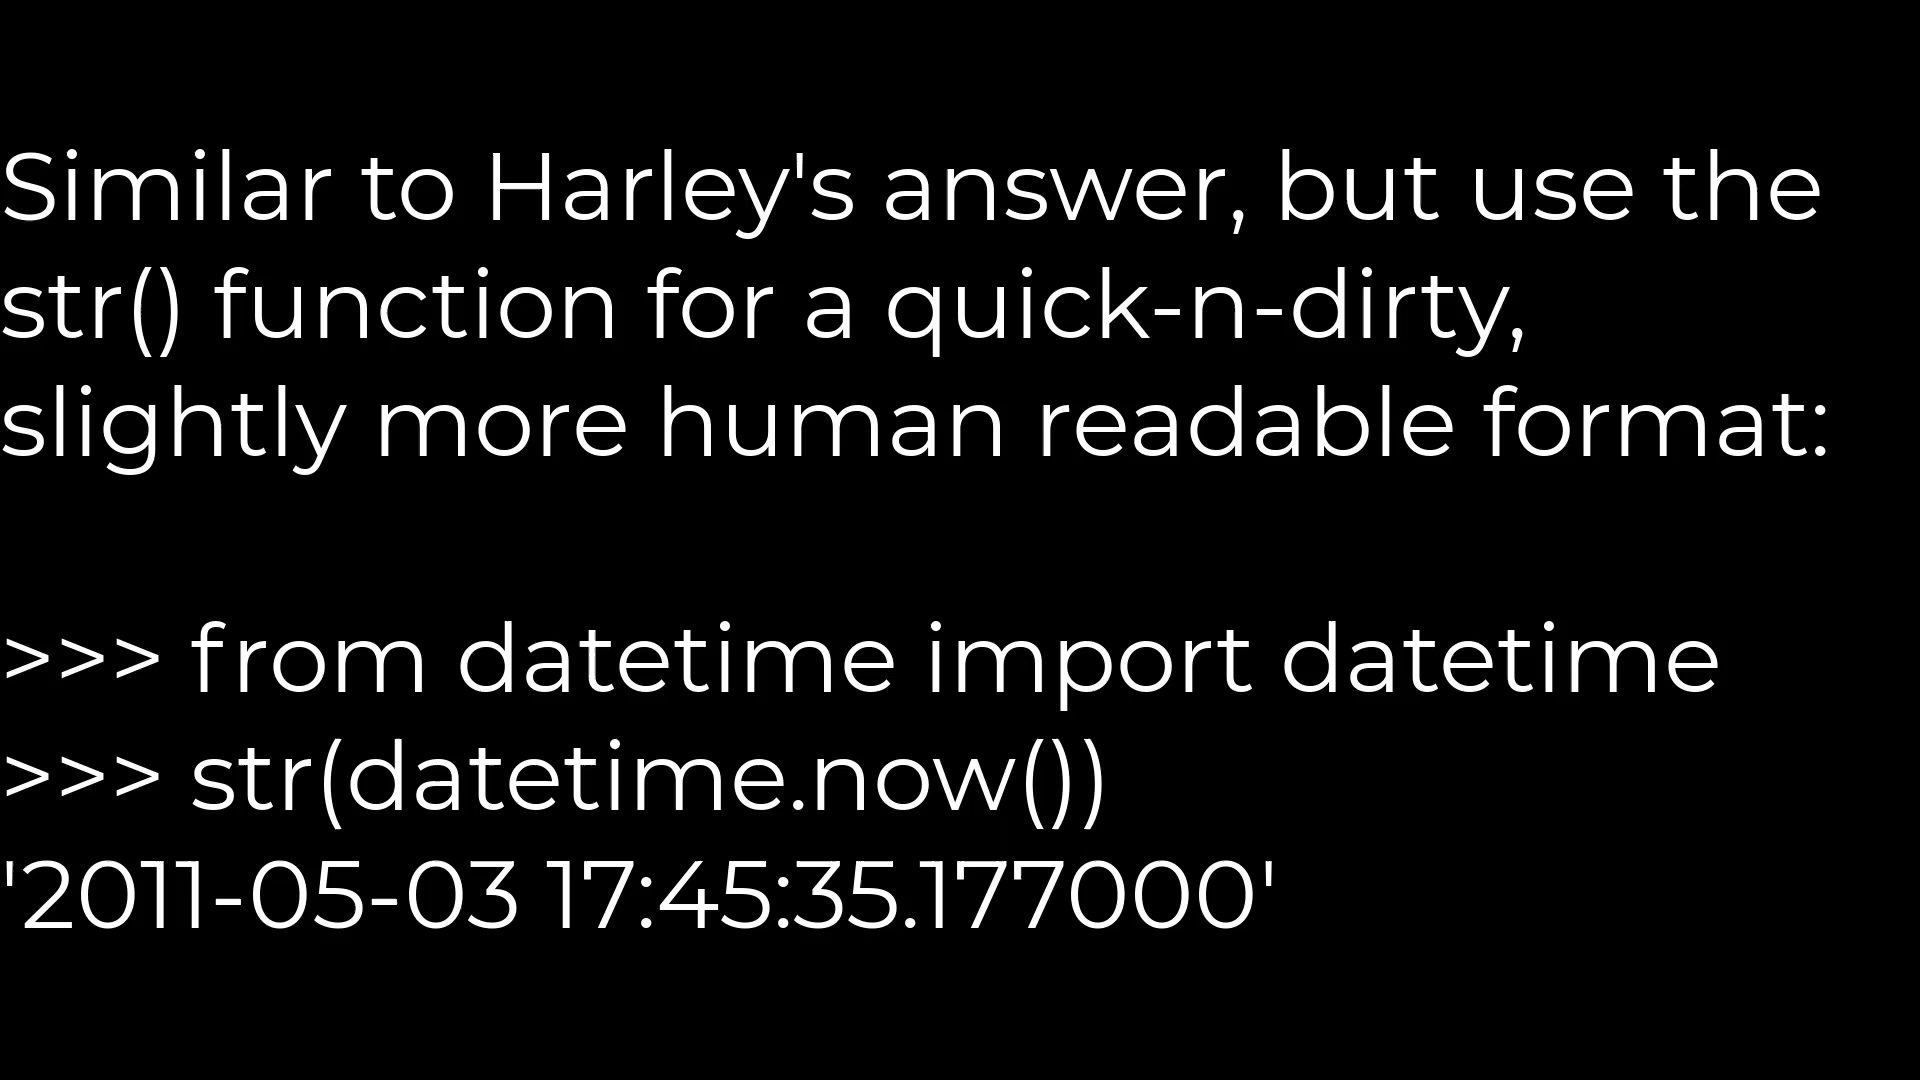 Similar to Harley's answer, but use the
str() function for a quick-n-dirty,
slightly more human readable format:
>>> from datetime import datetime
>>> str(datetime.now())
'2011-05-03 17:45:35.177000'